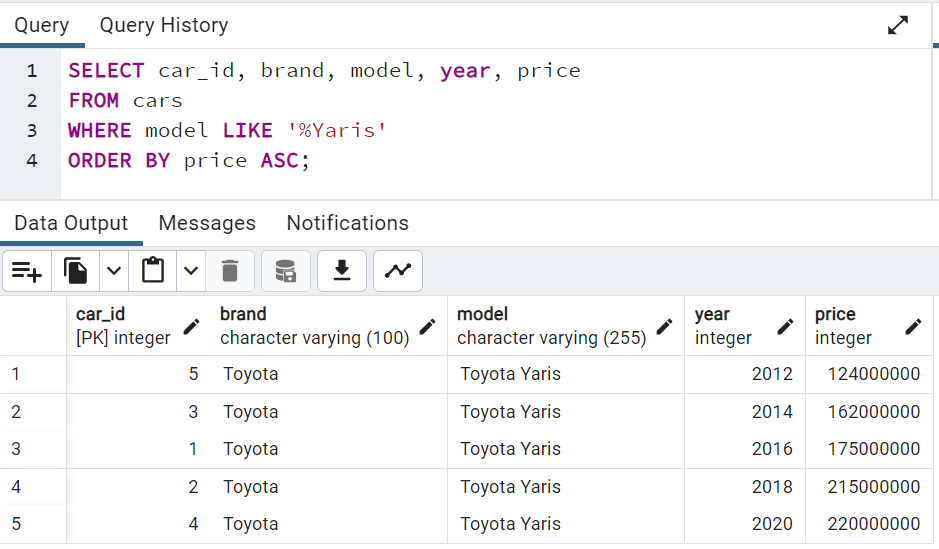 Query Query History
1 SELECT car_id, brand, model, year, price
2 FROM cars
3 WHERE model LIKE '%Yaris'
4 ORDER BY price ASC;
Data Output Messages Notifications
car_id brand model year price
[PK] integer character varying (100) character varying (255) integer integer
1 5 Toyota Toyota Yaris 2012 124000000
2 3 Toyota Toyota Yaris 2014 162000000
3 1 Toyota Toyota Yaris 2016 175000000
4 2 Toyota Toyota Yaris 2018 215000000
5 4 Toyota Toyota Yaris 2020 220000000